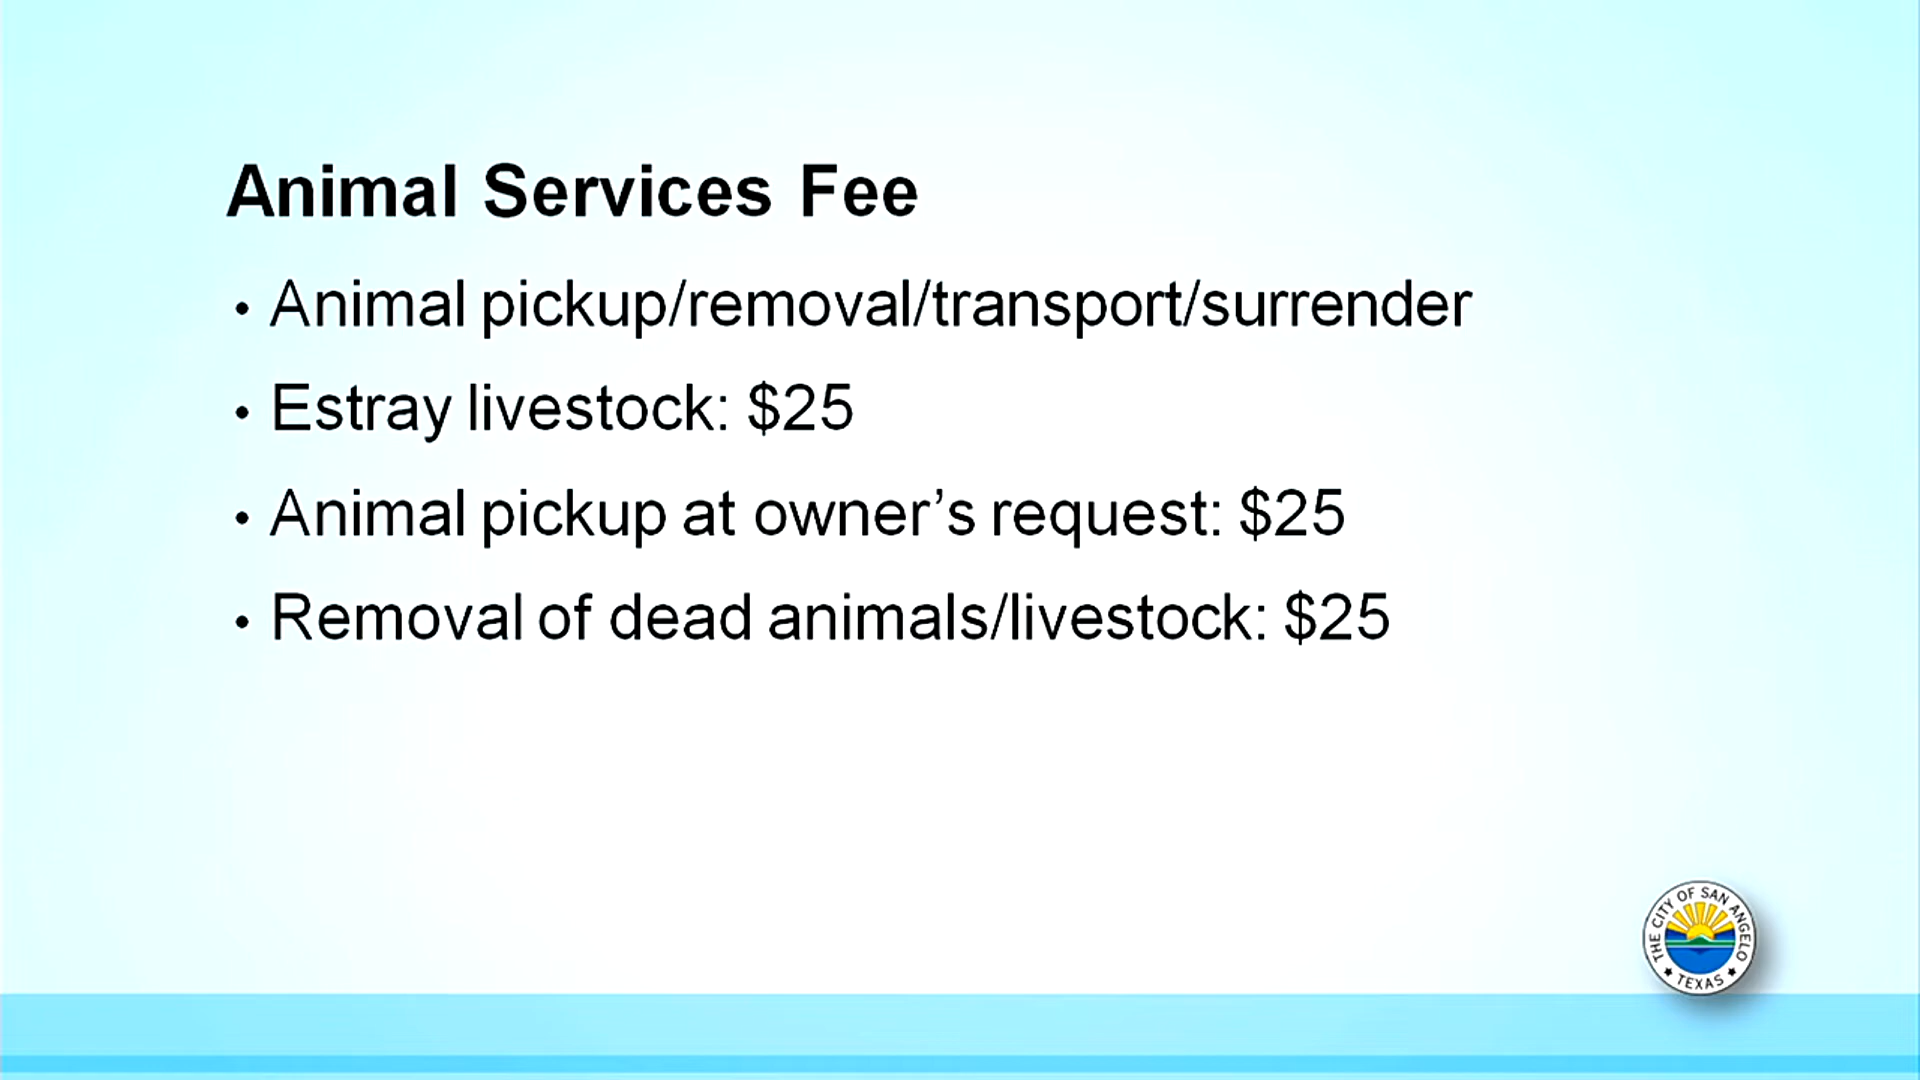 Animal Services Fee
• Animal pickup/removal/transport/surrender
• Estray livestock: $25
• Animal pickup at owner’s request: $25
• Removal of dead animals/livestock: $25
THE CITY OF SAN ANGELO
★ TEXAS ★